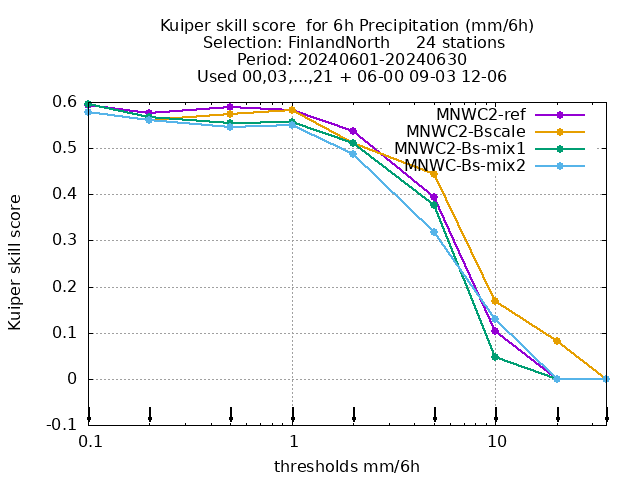 Kuiper skill score  for 6h Precipitation (mm/6h)
Selection: FinlandNorth     24 stations
Period: 20240601-20240630
Used 00,03,...,21 + 06-00 09-03 12-06
MNWC2-ref
MNWC2-Bscale
MNWC2-Bs-mix1
MNWC-Bs-mix2
Kuiper skill score
0.6
0.5
0.4
0.3
0.2
0.1
0
-0.1
0.1 1 10
thresholds mm/6h